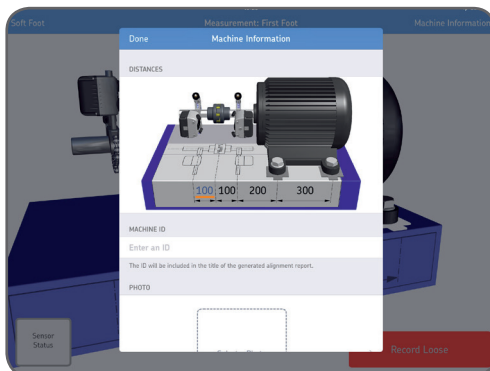 Soft Foot
Measurement: First Foot
Machine Information
Done
Machine Information
DISTANCES
100
100
200
300
MACHINE ID
Enter an ID
The ID will be included in the title of the generated alignment report.
PHOTO
Sensor
Status
Record Loose